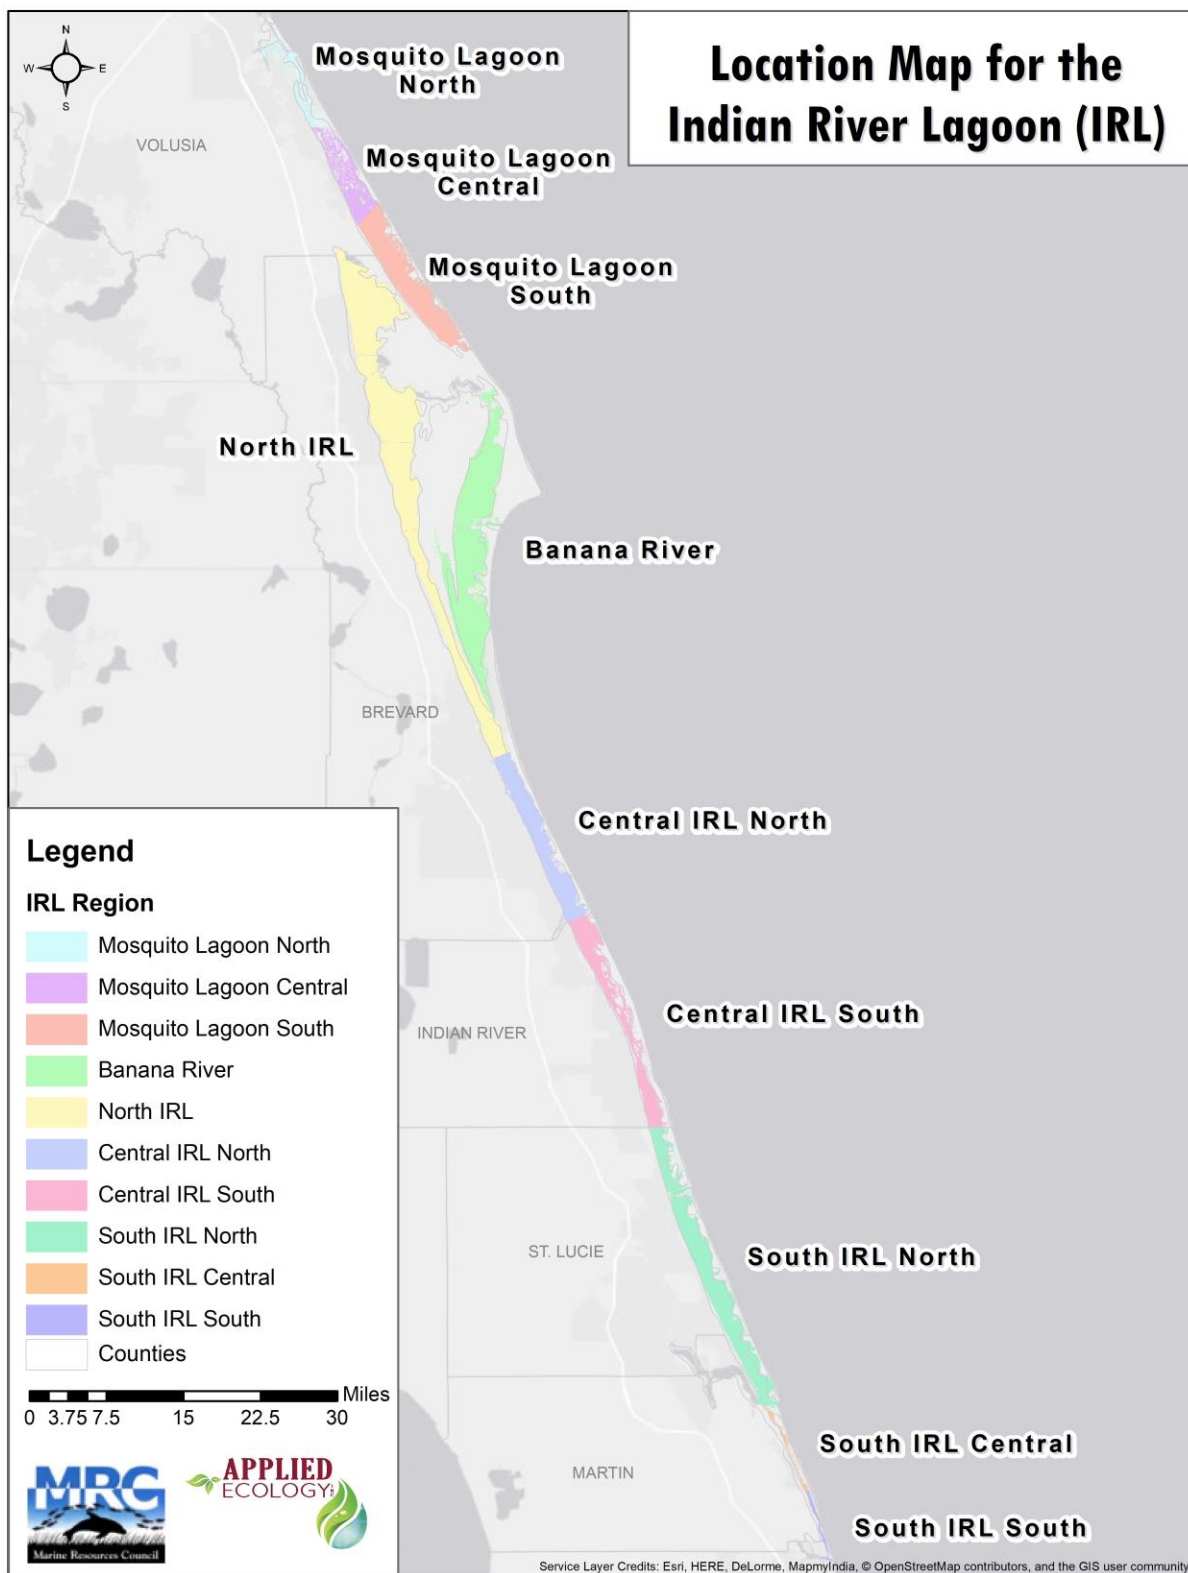 Location Map for the
Indian River Lagoon (IRL)
N
W
E
S
Mosquito Lagoon
North
VOLUSIA
Mosquito Lagoon
Central
Mosquito Lagoon
South
North IRL
Banana River
BREVARD
Central IRL North
Central IRL South
INDIAN RIVER
ST. LUCIE
South IRL North
South IRL Central
MARTIN
South IRL South
Legend
IRL Region
Mosquito Lagoon North
Mosquito Lagoon Central
Mosquito Lagoon South
Banana River
North IRL
Central IRL North
Central IRL South
South IRL North
South IRL Central
South IRL South
Counties
Miles
0 3.75 7.5 15 22.5 30
MRC
Marine Resources Council
APPLIED
ECOLOGY
Service Layer Credits: Esri, HERE, DeLorme, MapmyIndia, © OpenStreetMap contributors, and the GIS user community